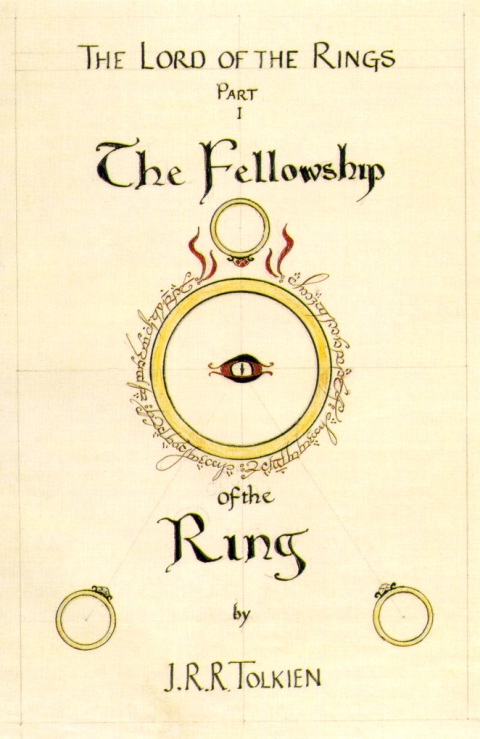 THE LORD OF THE RINGS
PART
I
The Fellowship
of the
Ring
by
J.R.R. TOLKIEN